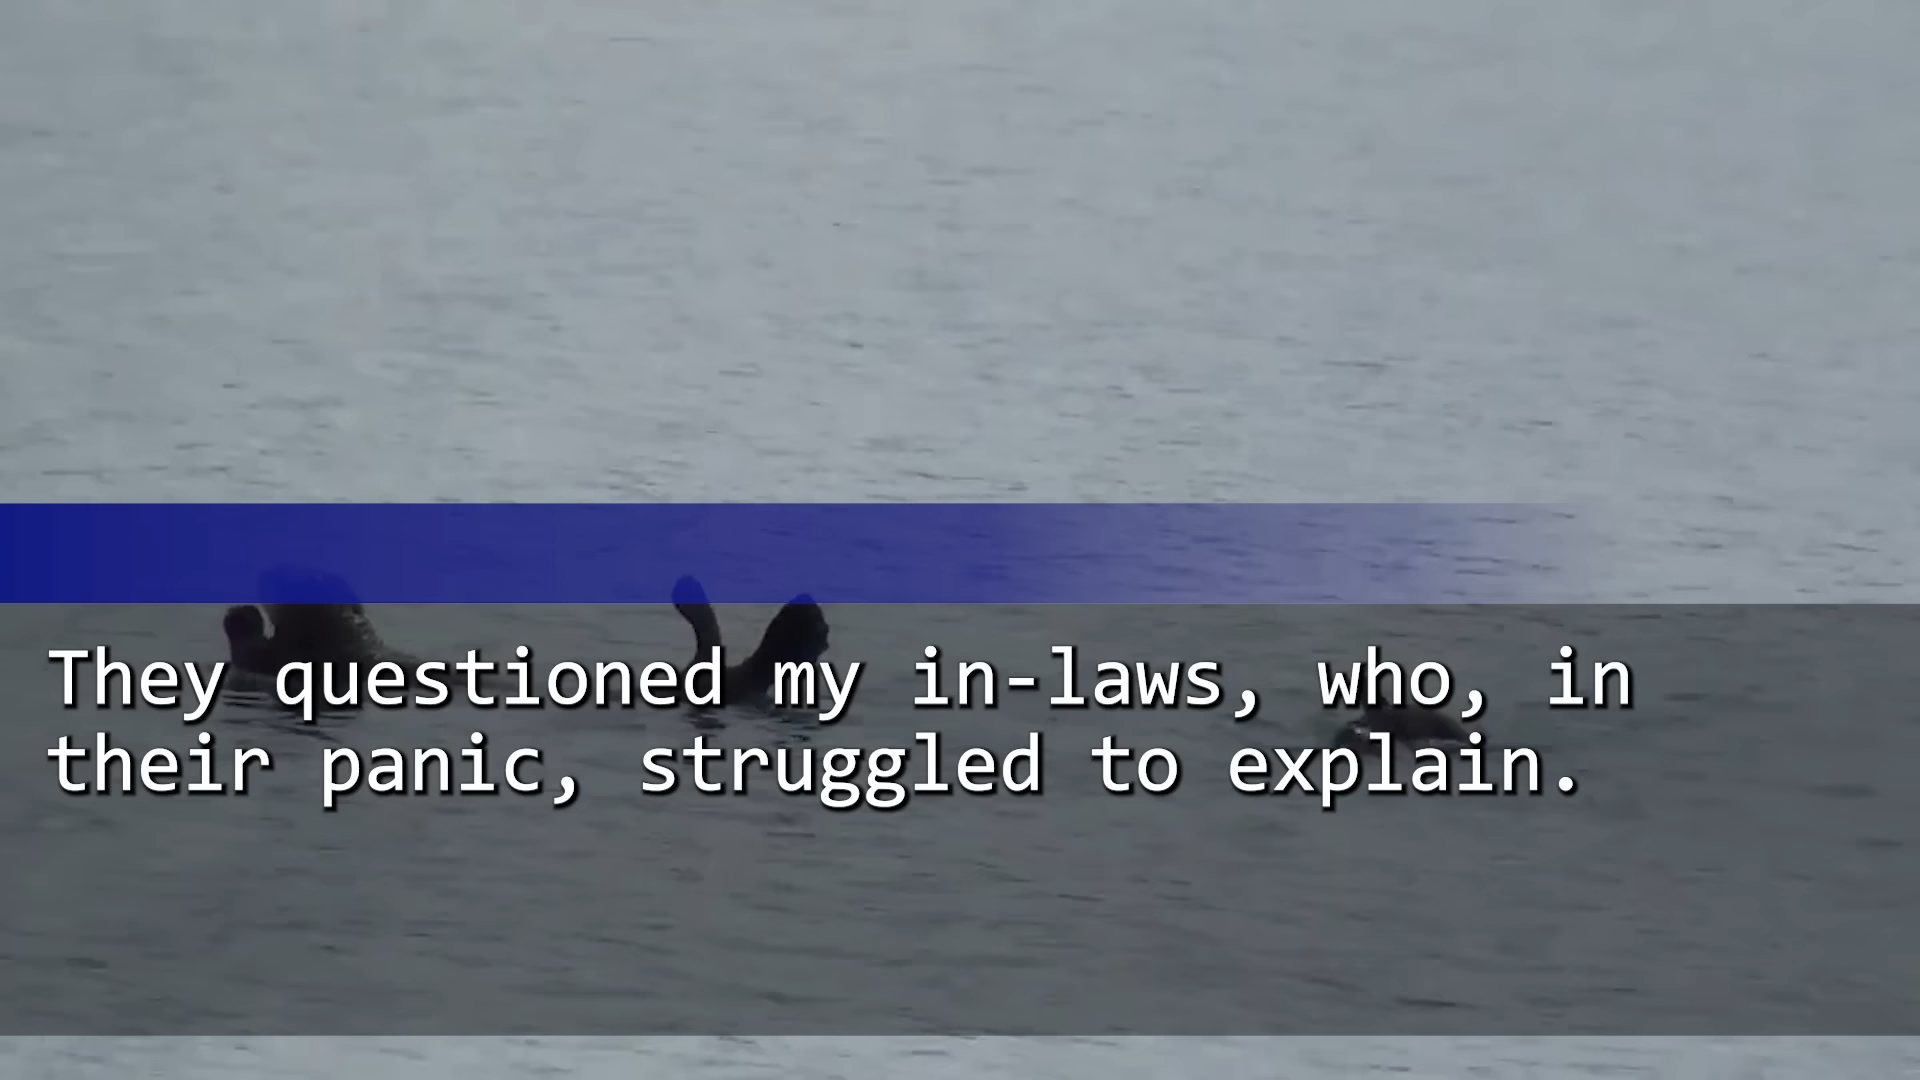 They questioned my in-laws, who, in
their panic, struggled to explain.